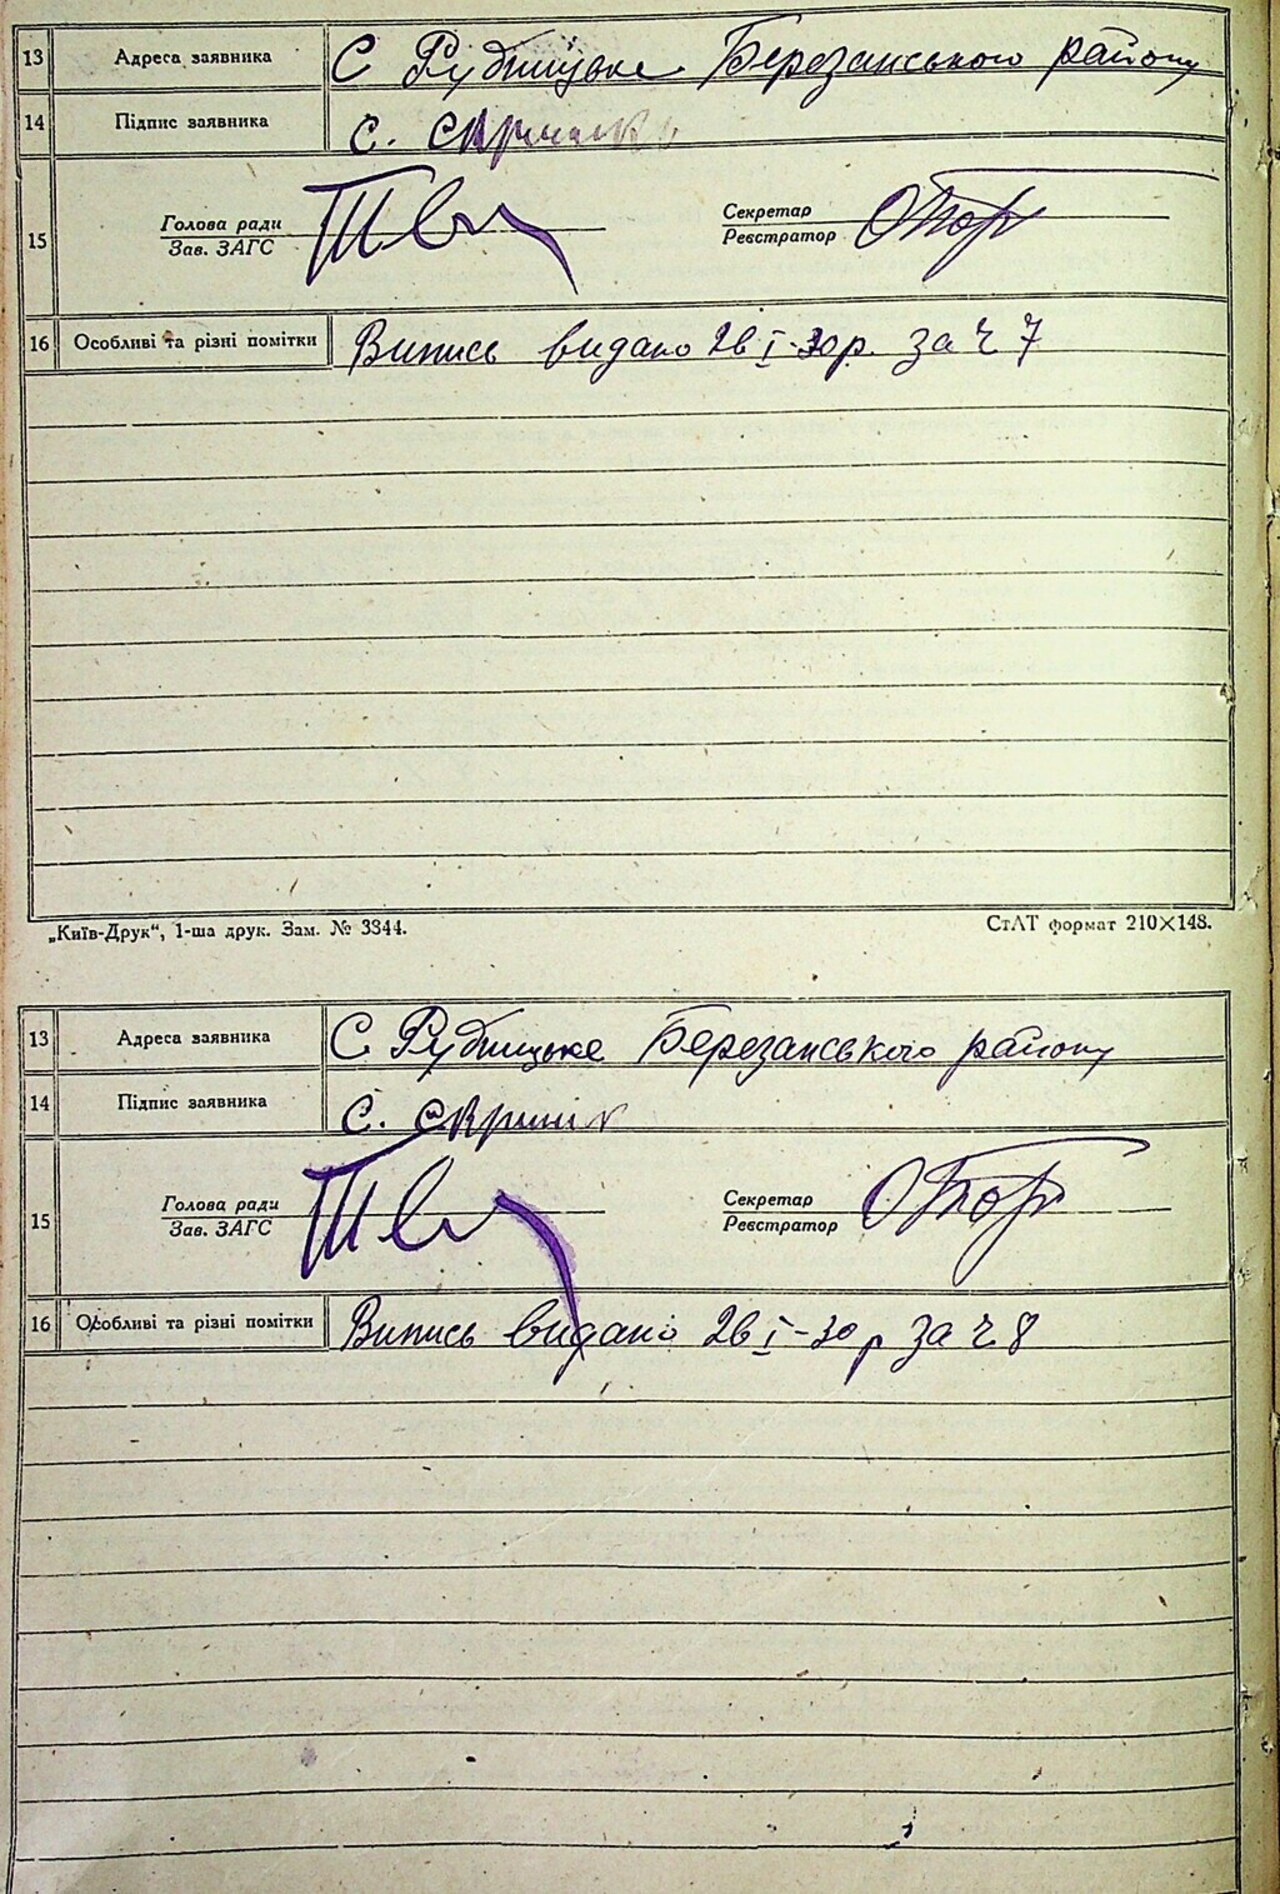 13 Адреса заявника С Рудницьке Березанського району
14 Підпис заявника С.
15 Голова ради Секретар
Зав. ЗАГС Реєстратор
16 Особливі та різні помітки Випись видано 26 I-30 р. за ч 7
„Київ-Друк“, 1-ша друк. Зам. № 3344. СтАТ формат 210×148.
13 Адреса заявника С Рудницьке Березанського району
14 Підпис заявника С.
15 Голова ради Секретар
Зав. ЗАГС Реєстратор
16 Особливі та різні помітки Випись видано 26 I-30 р за ч 8